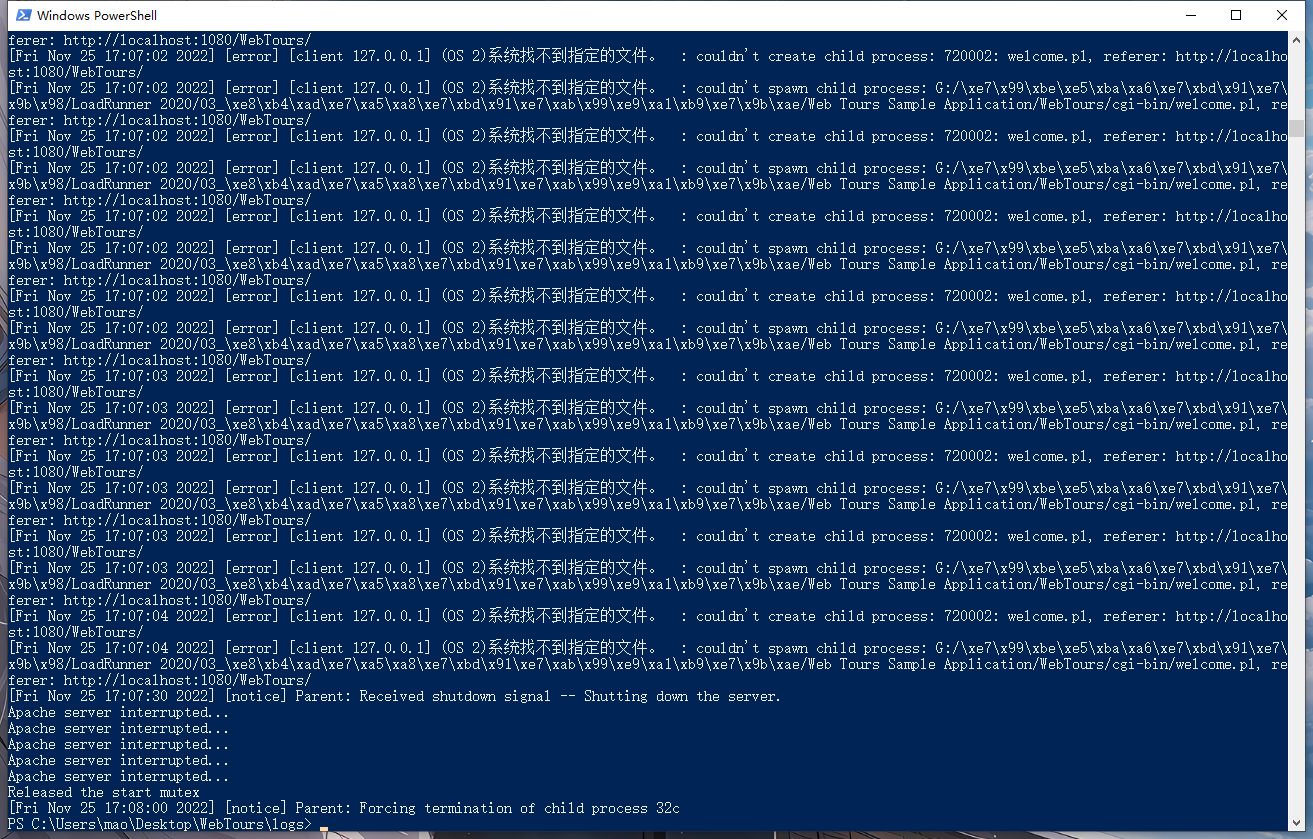 Windows PowerShell
ferer: http://localhost:1080/WebTours/
[Fri Nov 25 17:07:02 2022] [error] [client 127.0.0.1] (OS 2)系统找不到指定的文件。  : couldn't create child process: 720002: welcome.pl, referer: http://localho
st:1080/WebTours/
[Fri Nov 25 17:07:02 2022] [error] [client 127.0.0.1] (OS 2)系统找不到指定的文件。  : couldn't spawn child process: G:/\xe7\x99\xbe\xe5\xba\xa6\xe7\xbd\x91\xe7\
x9b\x98/LoadRunner 2020/03_\xe8\xb4\xad\xe7\xa5\xa8\xe7\xbd\x91\xe7\xab\x99\xe9\xa1\xb9\xe7\x9b\xae/Web Tours Sample Application/WebTours/cgi-bin/welcome.pl, re
ferer: http://localhost:1080/WebTours/
[Fri Nov 25 17:07:02 2022] [error] [client 127.0.0.1] (OS 2)系统找不到指定的文件。  : couldn't create child process: 720002: welcome.pl, referer: http://localho
st:1080/WebTours/
[Fri Nov 25 17:07:02 2022] [error] [client 127.0.0.1] (OS 2)系统找不到指定的文件。  : couldn't spawn child process: G:/\xe7\x99\xbe\xe5\xba\xa6\xe7\xbd\x91\xe7\
x9b\x98/LoadRunner 2020/03_\xe8\xb4\xad\xe7\xa5\xa8\xe7\xbd\x91\xe7\xab\x99\xe9\xa1\xb9\xe7\x9b\xae/Web Tours Sample Application/WebTours/cgi-bin/welcome.pl, re
ferer: http://localhost:1080/WebTours/
[Fri Nov 25 17:07:02 2022] [error] [client 127.0.0.1] (OS 2)系统找不到指定的文件。  : couldn't create child process: 720002: welcome.pl, referer: http://localho
st:1080/WebTours/
[Fri Nov 25 17:07:02 2022] [error] [client 127.0.0.1] (OS 2)系统找不到指定的文件。  : couldn't spawn child process: G:/\xe7\x99\xbe\xe5\xba\xa6\xe7\xbd\x91\xe7\
x9b\x98/LoadRunner 2020/03_\xe8\xb4\xad\xe7\xa5\xa8\xe7\xbd\x91\xe7\xab\x99\xe9\xa1\xb9\xe7\x9b\xae/Web Tours Sample Application/WebTours/cgi-bin/welcome.pl, re
ferer: http://localhost:1080/WebTours/
[Fri Nov 25 17:07:02 2022] [error] [client 127.0.0.1] (OS 2)系统找不到指定的文件。  : couldn't create child process: 720002: welcome.pl, referer: http://localho
st:1080/WebTours/
[Fri Nov 25 17:07:02 2022] [error] [client 127.0.0.1] (OS 2)系统找不到指定的文件。  : couldn't spawn child process: G:/\xe7\x99\xbe\xe5\xba\xa6\xe7\xbd\x91\xe7\
x9b\x98/LoadRunner 2020/03_\xe8\xb4\xad\xe7\xa5\xa8\xe7\xbd\x91\xe7\xab\x99\xe9\xa1\xb9\xe7\x9b\xae/Web Tours Sample Application/WebTours/cgi-bin/welcome.pl, re
ferer: http://localhost:1080/WebTours/
[Fri Nov 25 17:07:03 2022] [error] [client 127.0.0.1] (OS 2)系统找不到指定的文件。  : couldn't create child process: 720002: welcome.pl, referer: http://localho
st:1080/WebTours/
[Fri Nov 25 17:07:03 2022] [error] [client 127.0.0.1] (OS 2)系统找不到指定的文件。  : couldn't spawn child process: G:/\xe7\x99\xbe\xe5\xba\xa6\xe7\xbd\x91\xe7\
x9b\x98/LoadRunner 2020/03_\xe8\xb4\xad\xe7\xa5\xa8\xe7\xbd\x91\xe7\xab\x99\xe9\xa1\xb9\xe7\x9b\xae/Web Tours Sample Application/WebTours/cgi-bin/welcome.pl, re
ferer: http://localhost:1080/WebTours/
[Fri Nov 25 17:07:03 2022] [error] [client 127.0.0.1] (OS 2)系统找不到指定的文件。  : couldn't create child process: 720002: welcome.pl, referer: http://localho
st:1080/WebTours/
[Fri Nov 25 17:07:03 2022] [error] [client 127.0.0.1] (OS 2)系统找不到指定的文件。  : couldn't spawn child process: G:/\xe7\x99\xbe\xe5\xba\xa6\xe7\xbd\x91\xe7\
x9b\x98/LoadRunner 2020/03_\xe8\xb4\xad\xe7\xa5\xa8\xe7\xbd\x91\xe7\xab\x99\xe9\xa1\xb9\xe7\x9b\xae/Web Tours Sample Application/WebTours/cgi-bin/welcome.pl, re
ferer: http://localhost:1080/WebTours/
[Fri Nov 25 17:07:03 2022] [error] [client 127.0.0.1] (OS 2)系统找不到指定的文件。  : couldn't create child process: 720002: welcome.pl, referer: http://localho
st:1080/WebTours/
[Fri Nov 25 17:07:03 2022] [error] [client 127.0.0.1] (OS 2)系统找不到指定的文件。  : couldn't spawn child process: G:/\xe7\x99\xbe\xe5\xba\xa6\xe7\xbd\x91\xe7\
x9b\x98/LoadRunner 2020/03_\xe8\xb4\xad\xe7\xa5\xa8\xe7\xbd\x91\xe7\xab\x99\xe9\xa1\xb9\xe7\x9b\xae/Web Tours Sample Application/WebTours/cgi-bin/welcome.pl, re
ferer: http://localhost:1080/WebTours/
[Fri Nov 25 17:07:04 2022] [error] [client 127.0.0.1] (OS 2)系统找不到指定的文件。  : couldn't create child process: 720002: welcome.pl, referer: http://localho
st:1080/WebTours/
[Fri Nov 25 17:07:04 2022] [error] [client 127.0.0.1] (OS 2)系统找不到指定的文件。  : couldn't spawn child process: G:/\xe7\x99\xbe\xe5\xba\xa6\xe7\xbd\x91\xe7\
x9b\x98/LoadRunner 2020/03_\xe8\xb4\xad\xe7\xa5\xa8\xe7\xbd\x91\xe7\xab\x99\xe9\xa1\xb9\xe7\x9b\xae/Web Tours Sample Application/WebTours/cgi-bin/welcome.pl, re
ferer: http://localhost:1080/WebTours/
[Fri Nov 25 17:07:30 2022] [notice] Parent: Received shutdown signal -- Shutting down the server.
Apache server interrupted...
Apache server interrupted...
Apache server interrupted...
Apache server interrupted...
Apache server interrupted...
Released the start mutex
[Fri Nov 25 17:08:00 2022] [notice] Parent: Forcing termination of child process 32c
PS C:\Users\mao\Desktop\WebTours\logs>